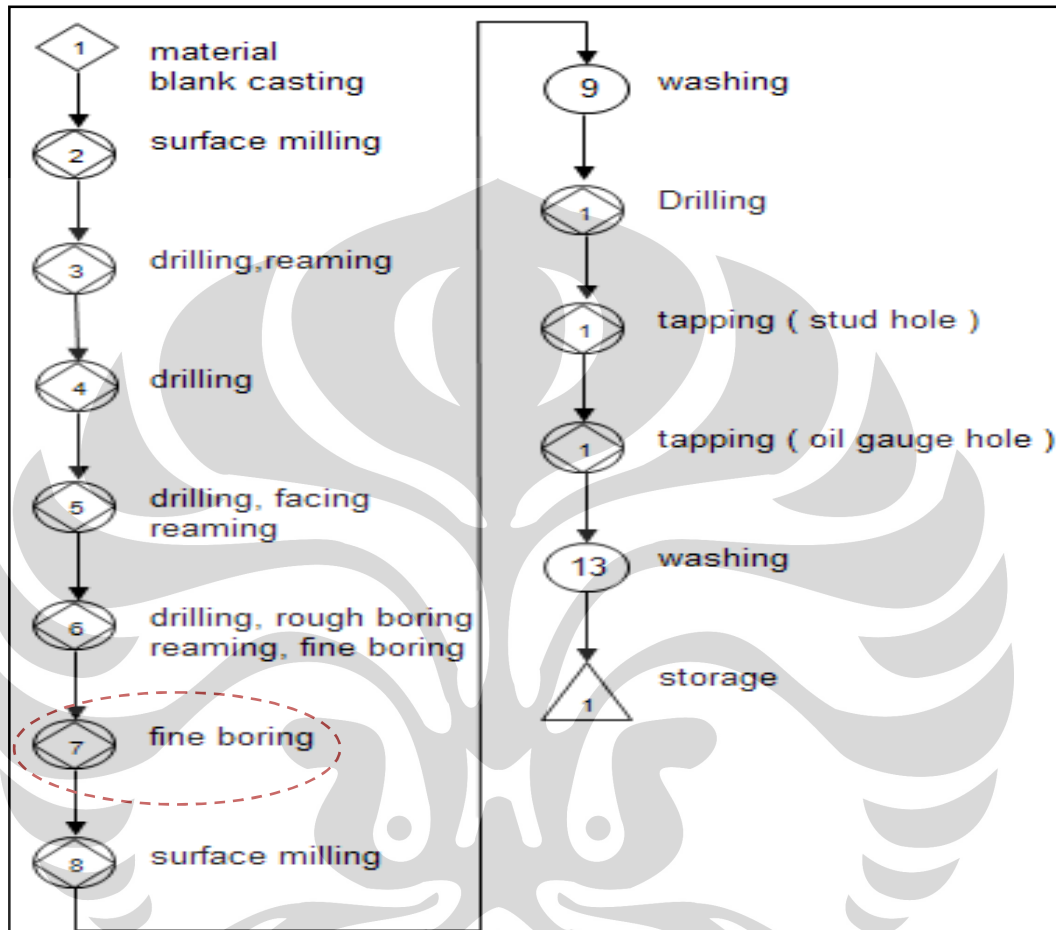 1 material
blank casting
2 surface milling
3 drilling,reaming
4 drilling
5 drilling, facing
reaming
6 drilling, rough boring
reaming, fine boring
7 fine boring
8 surface milling
9 washing
1 Drilling
1 tapping ( stud hole )
1 tapping ( oil gauge hole )
13 washing
1 storage